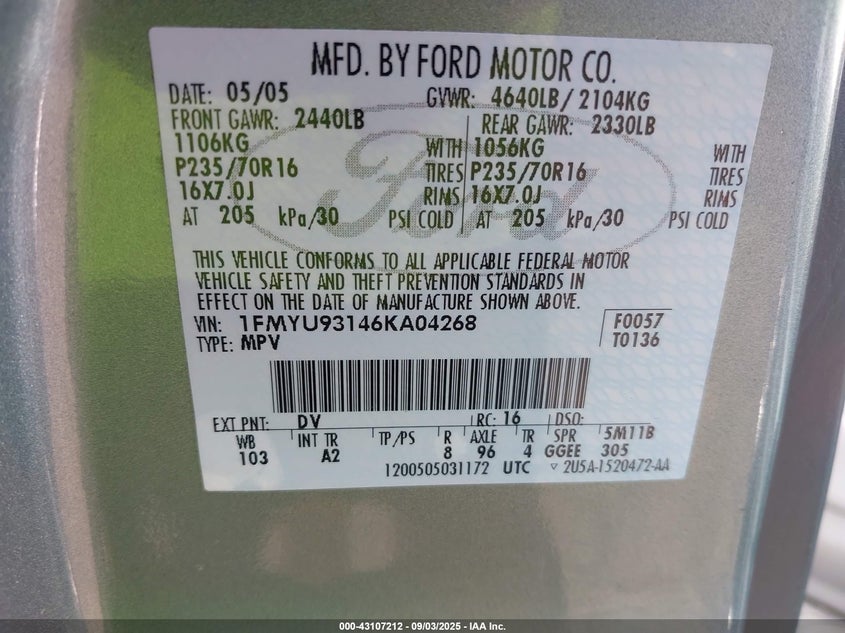 MFD. BY FORD MOTOR CO.
DATE: 05/05 GVWR: 4640LB/ 2104KG
FRONT GAWR: 2440LB REAR GAWR: 2330LB
1106KG WITH 1056KG WITH
P235/70R16 TIRES P235/70R16 TIRES
16X7.0J RIMS 16X7.0J RIMS
AT 205 kPa/30 PSI COLD AT 205 kPa/30 PSI COLD
Ford
THIS VEHICLE CONFORMS TO ALL APPLICABLE FEDERAL MOTOR
VEHICLE SAFETY AND THEFT PREVENTION STANDARDS IN
EFFECT ON THE DATE OF MANUFACTURE SHOWN ABOVE.
VIN: 1FMYU93146KA04268 F0057
TYPE: MPV T0136
EXT PNT: DV RC: 16 DSO:
WB INT TR TP/PS R AXLE TR SPR 5M11B
103 A2 8 96 4 GGEE 305
1200505031172 UTC 2U5A-1520472-AA
000-43107212 - 09/03/2025 - IAA Inc.